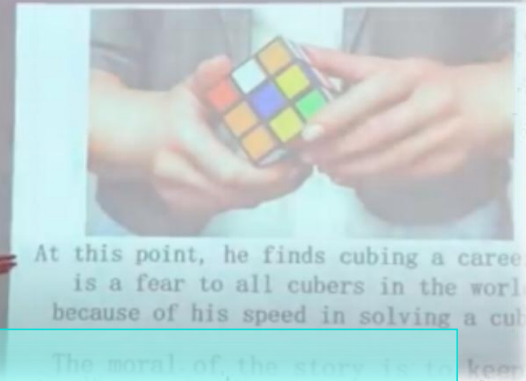 At this point, he finds cubing a caree
is a fear to all cubers in the worl
because of his speed in solving a cub
The moral of the story is to keep